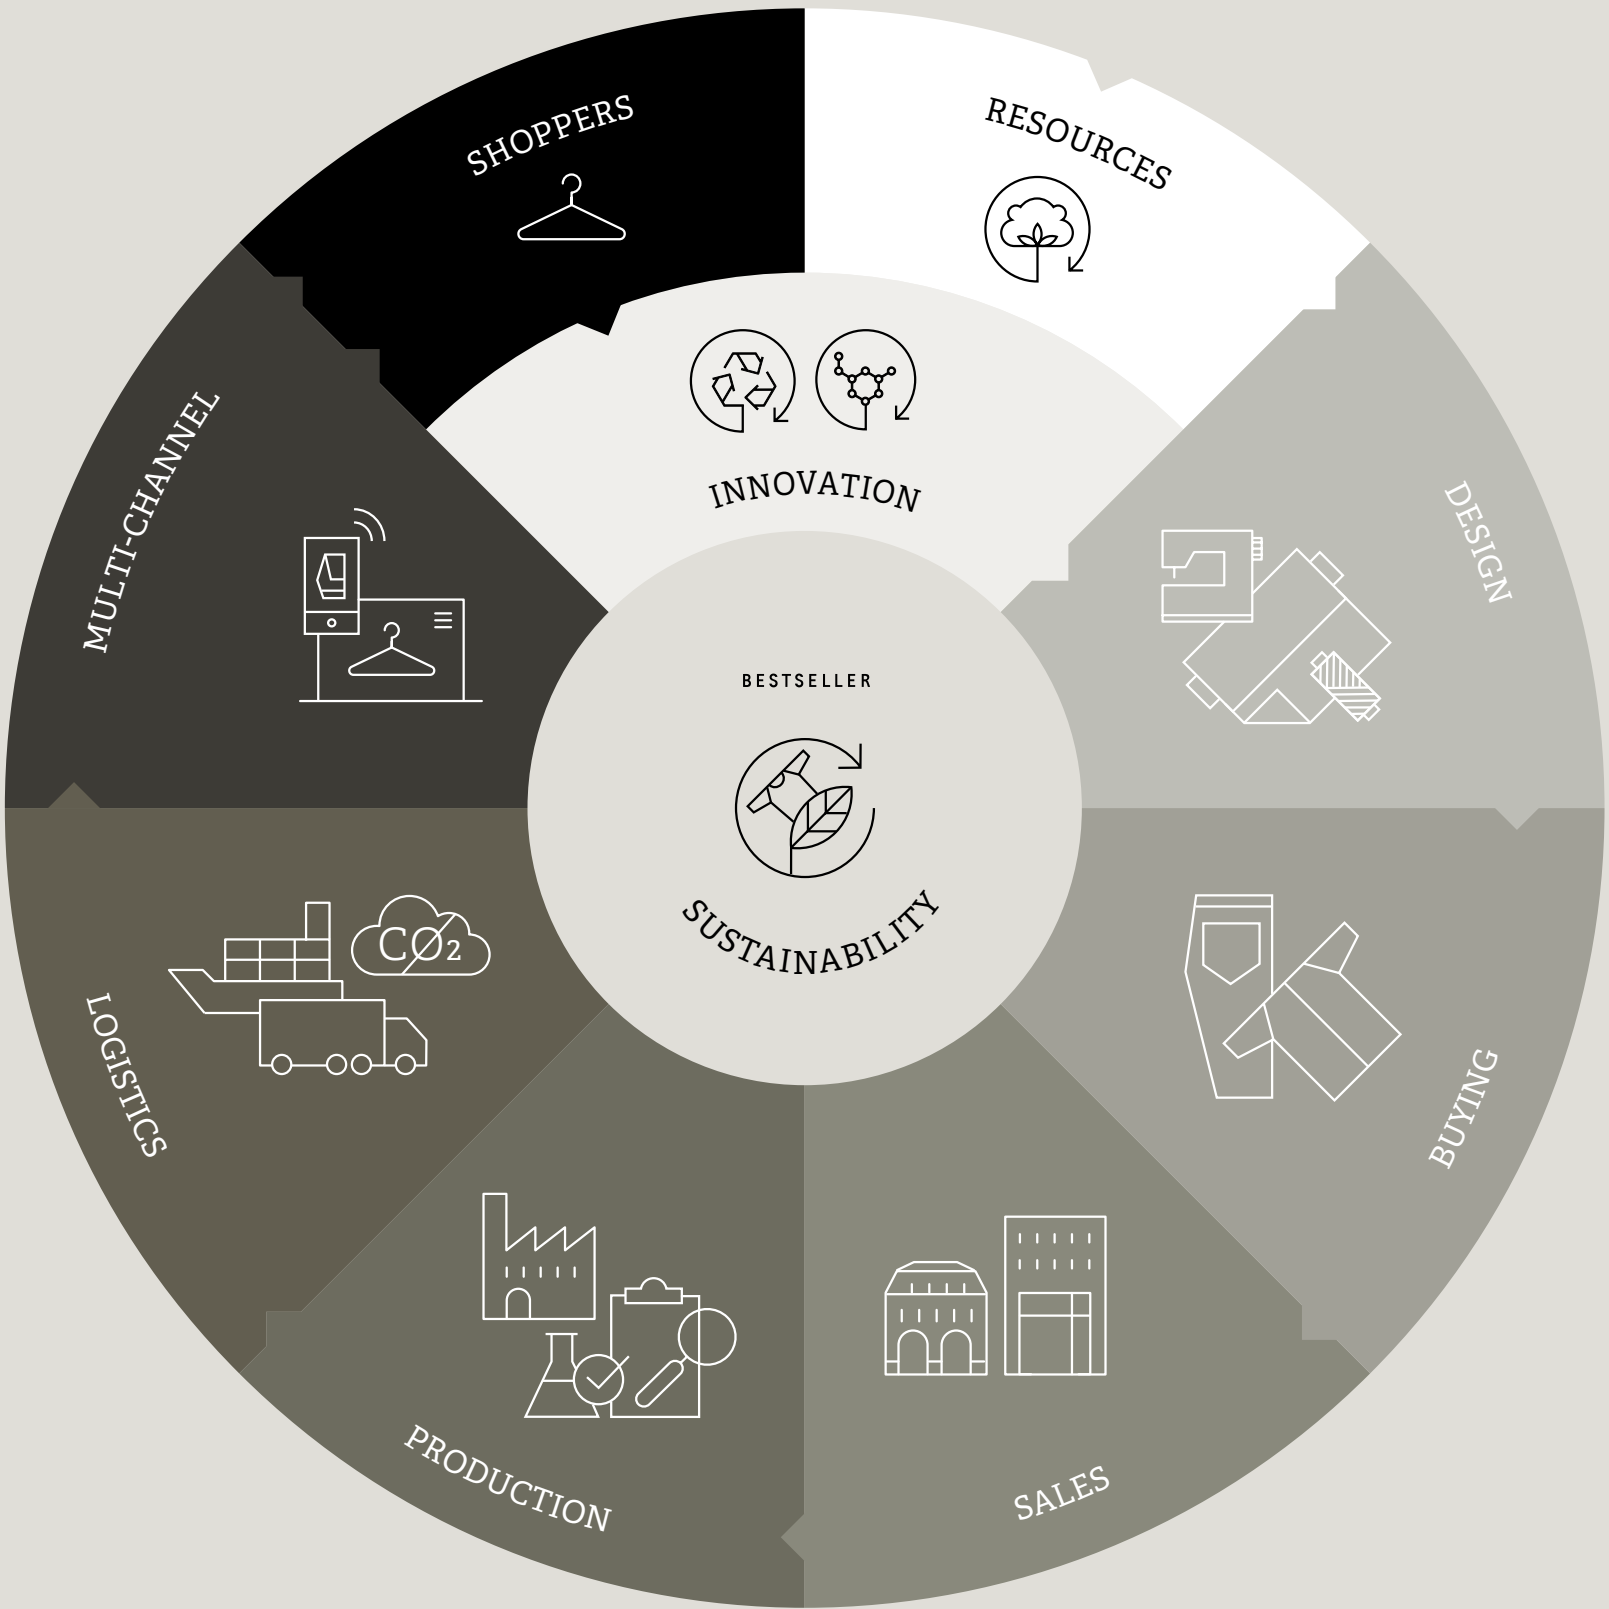 SHOPPERS
RESOURCES
INNOVATION
MULTI-CHANNEL
DESIGN
BESTSELLER
SUSTAINABILITY
CO₂
LOGISTICS
BUYING
PRODUCTION
SALES